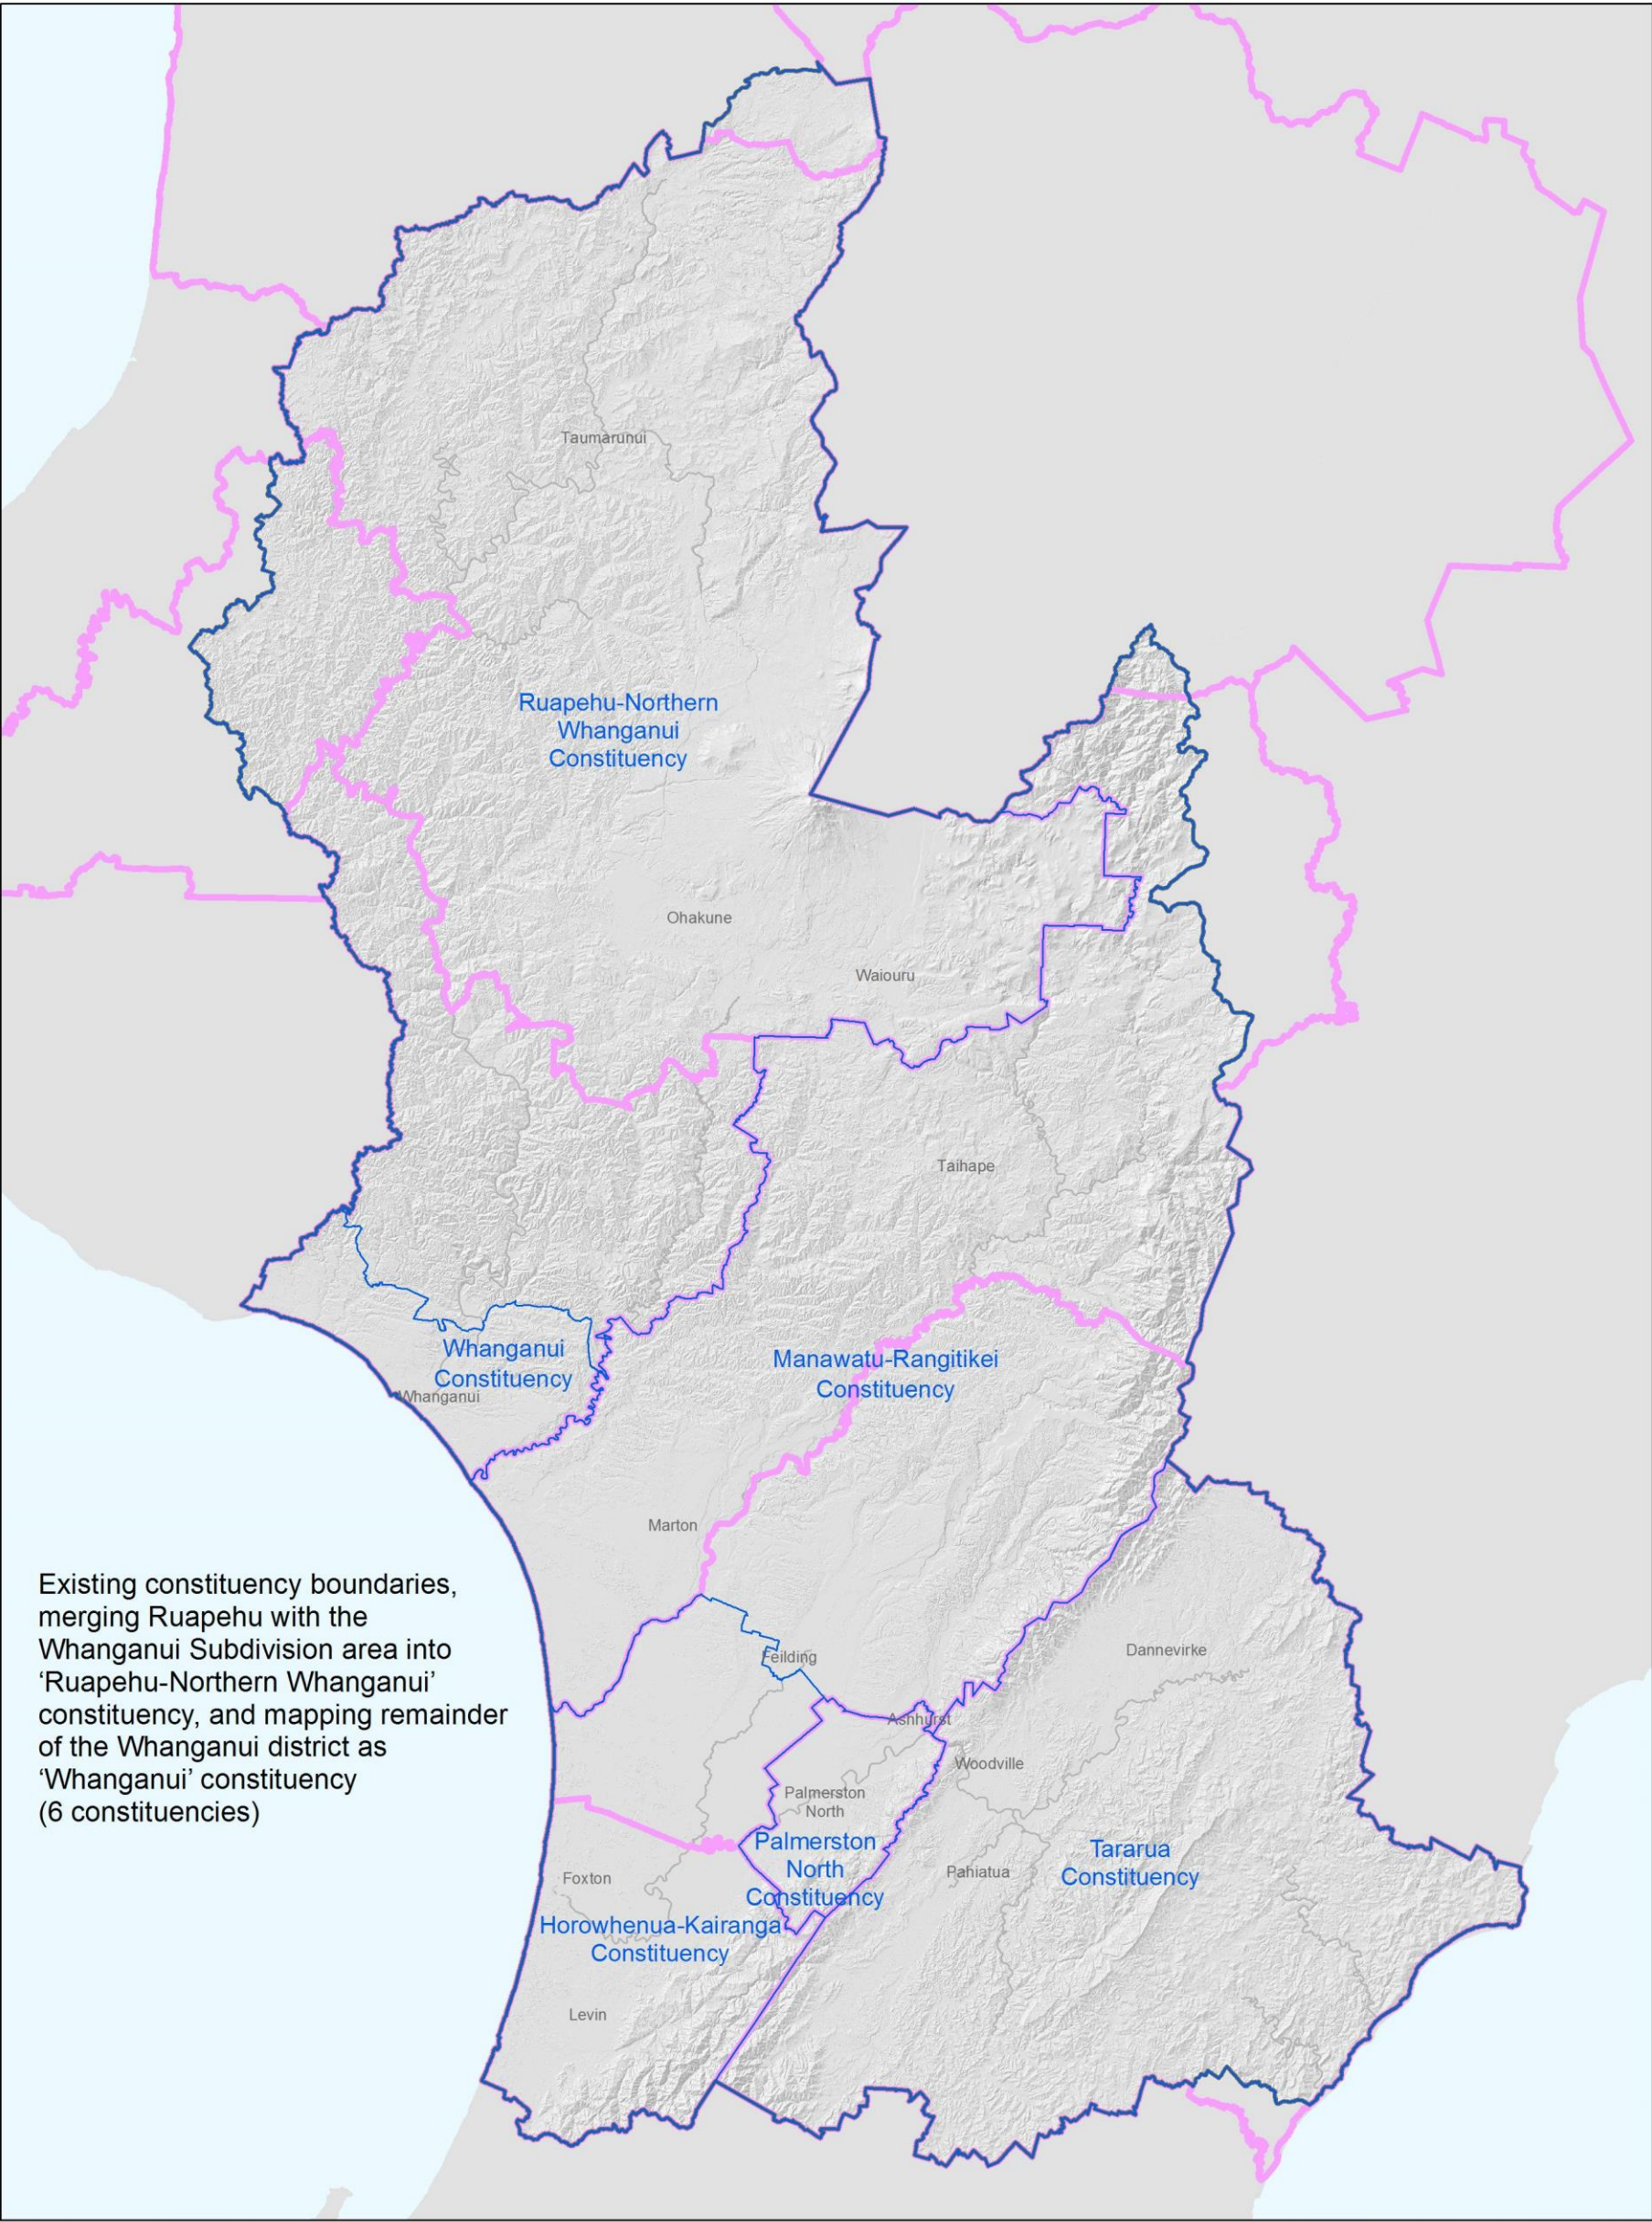 Taumarunui
Ruapehu-Northern
Whanganui
Constituency
Ohakune
Waiouru
Taihape
Whanganui
Constituency
Whanganui
Manawatu-Rangitikei
Constituency
Marton
Existing constituency boundaries,
merging Ruapehu with the
Whanganui Subdivision area into
‘Ruapehu-Northern Whanganui’
constituency, and mapping remainder
of the Whanganui district as
‘Whanganui’ constituency
(6 constituencies)
Feilding
Dannevirke
Ashhurst
Woodville
Palmerston
North
Palmerston
North
Constituency
Pahiatua
Tararua
Constituency
Foxton
Horowhenua-Kairanga
Constituency
Levin